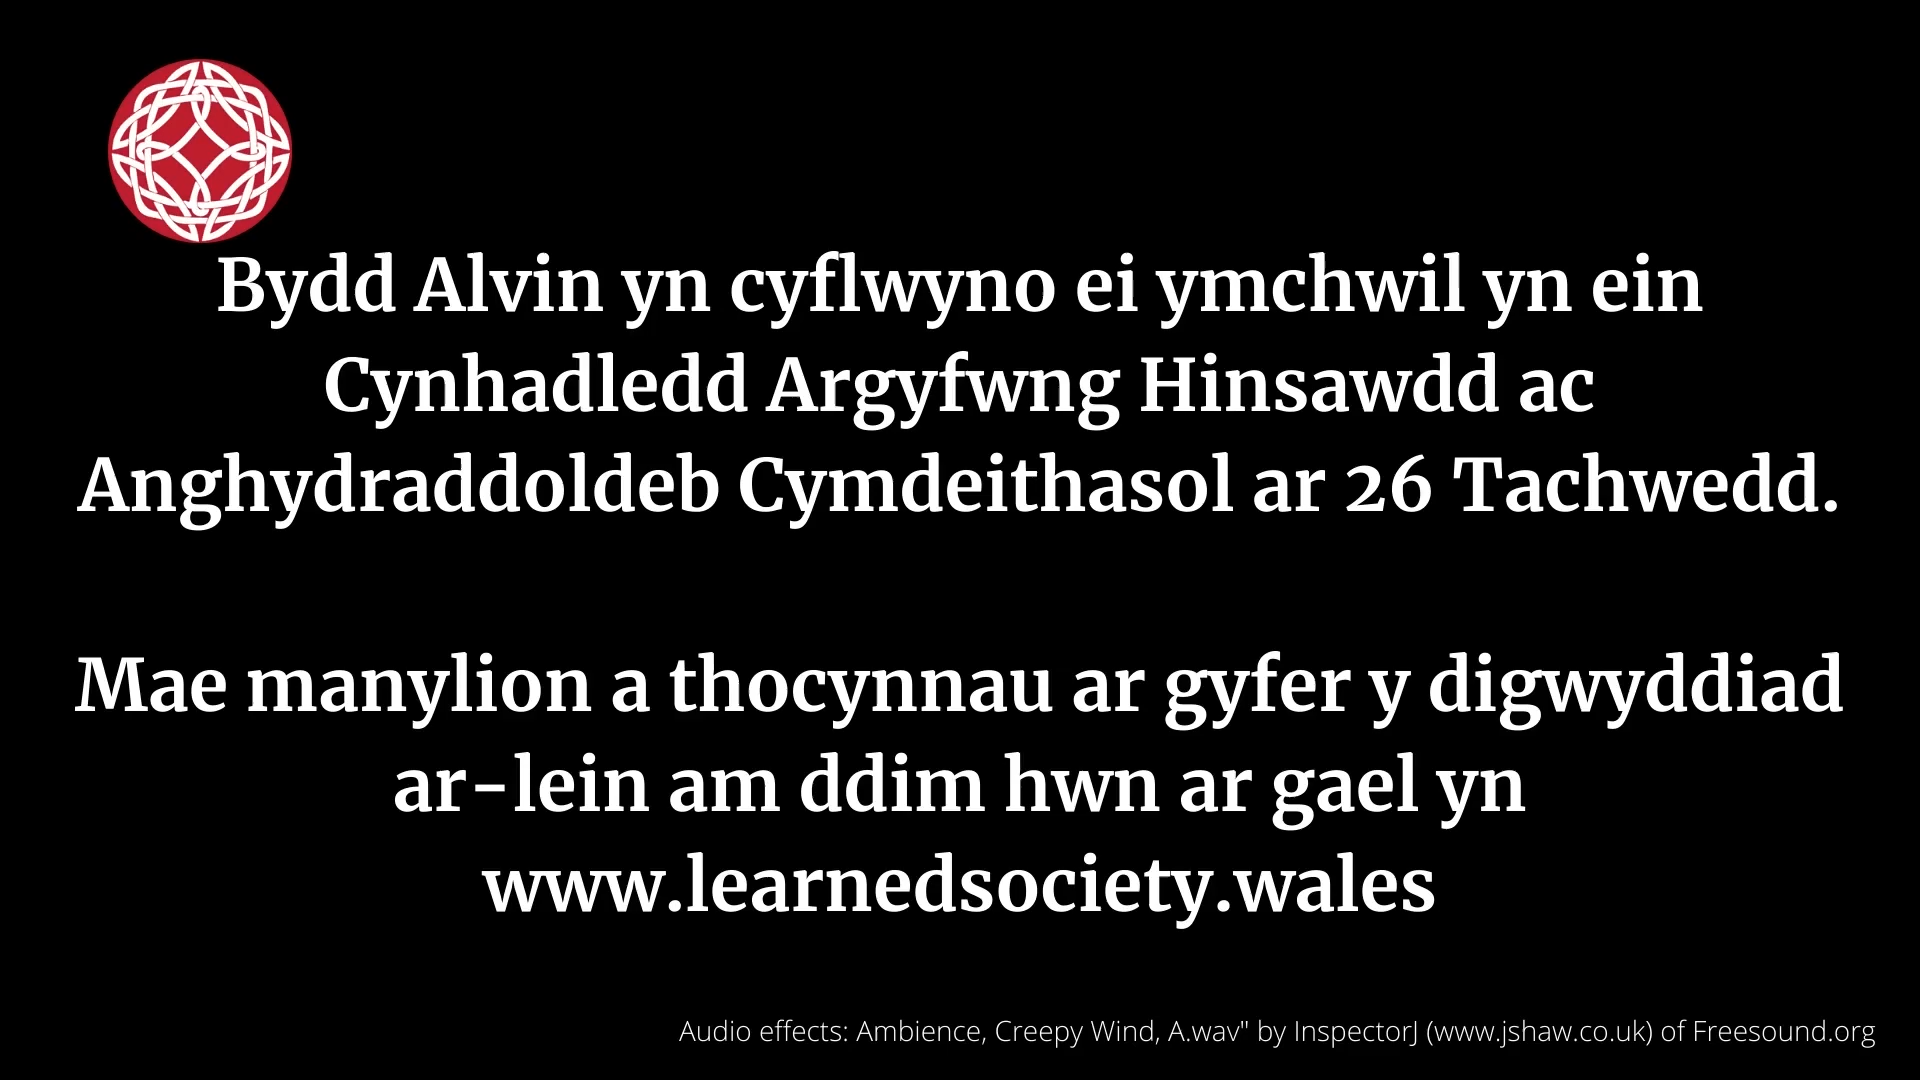 Bydd Alvin yn cyflwyno ei ymchwil yn ein
Cynhadledd Argyfwng Hinsawdd ac
Anghydraddoldeb Cymdeithasol ar 26 Tachwedd.
Mae manylion a thocynnau ar gyfer y digwyddiad
ar-lein am ddim hwn ar gael yn
www.learnedsociety.wales
Audio effects: Ambience, Creepy Wind, A.wav" by InspectorJ (www.jshaw.co.uk) of Freesound.org